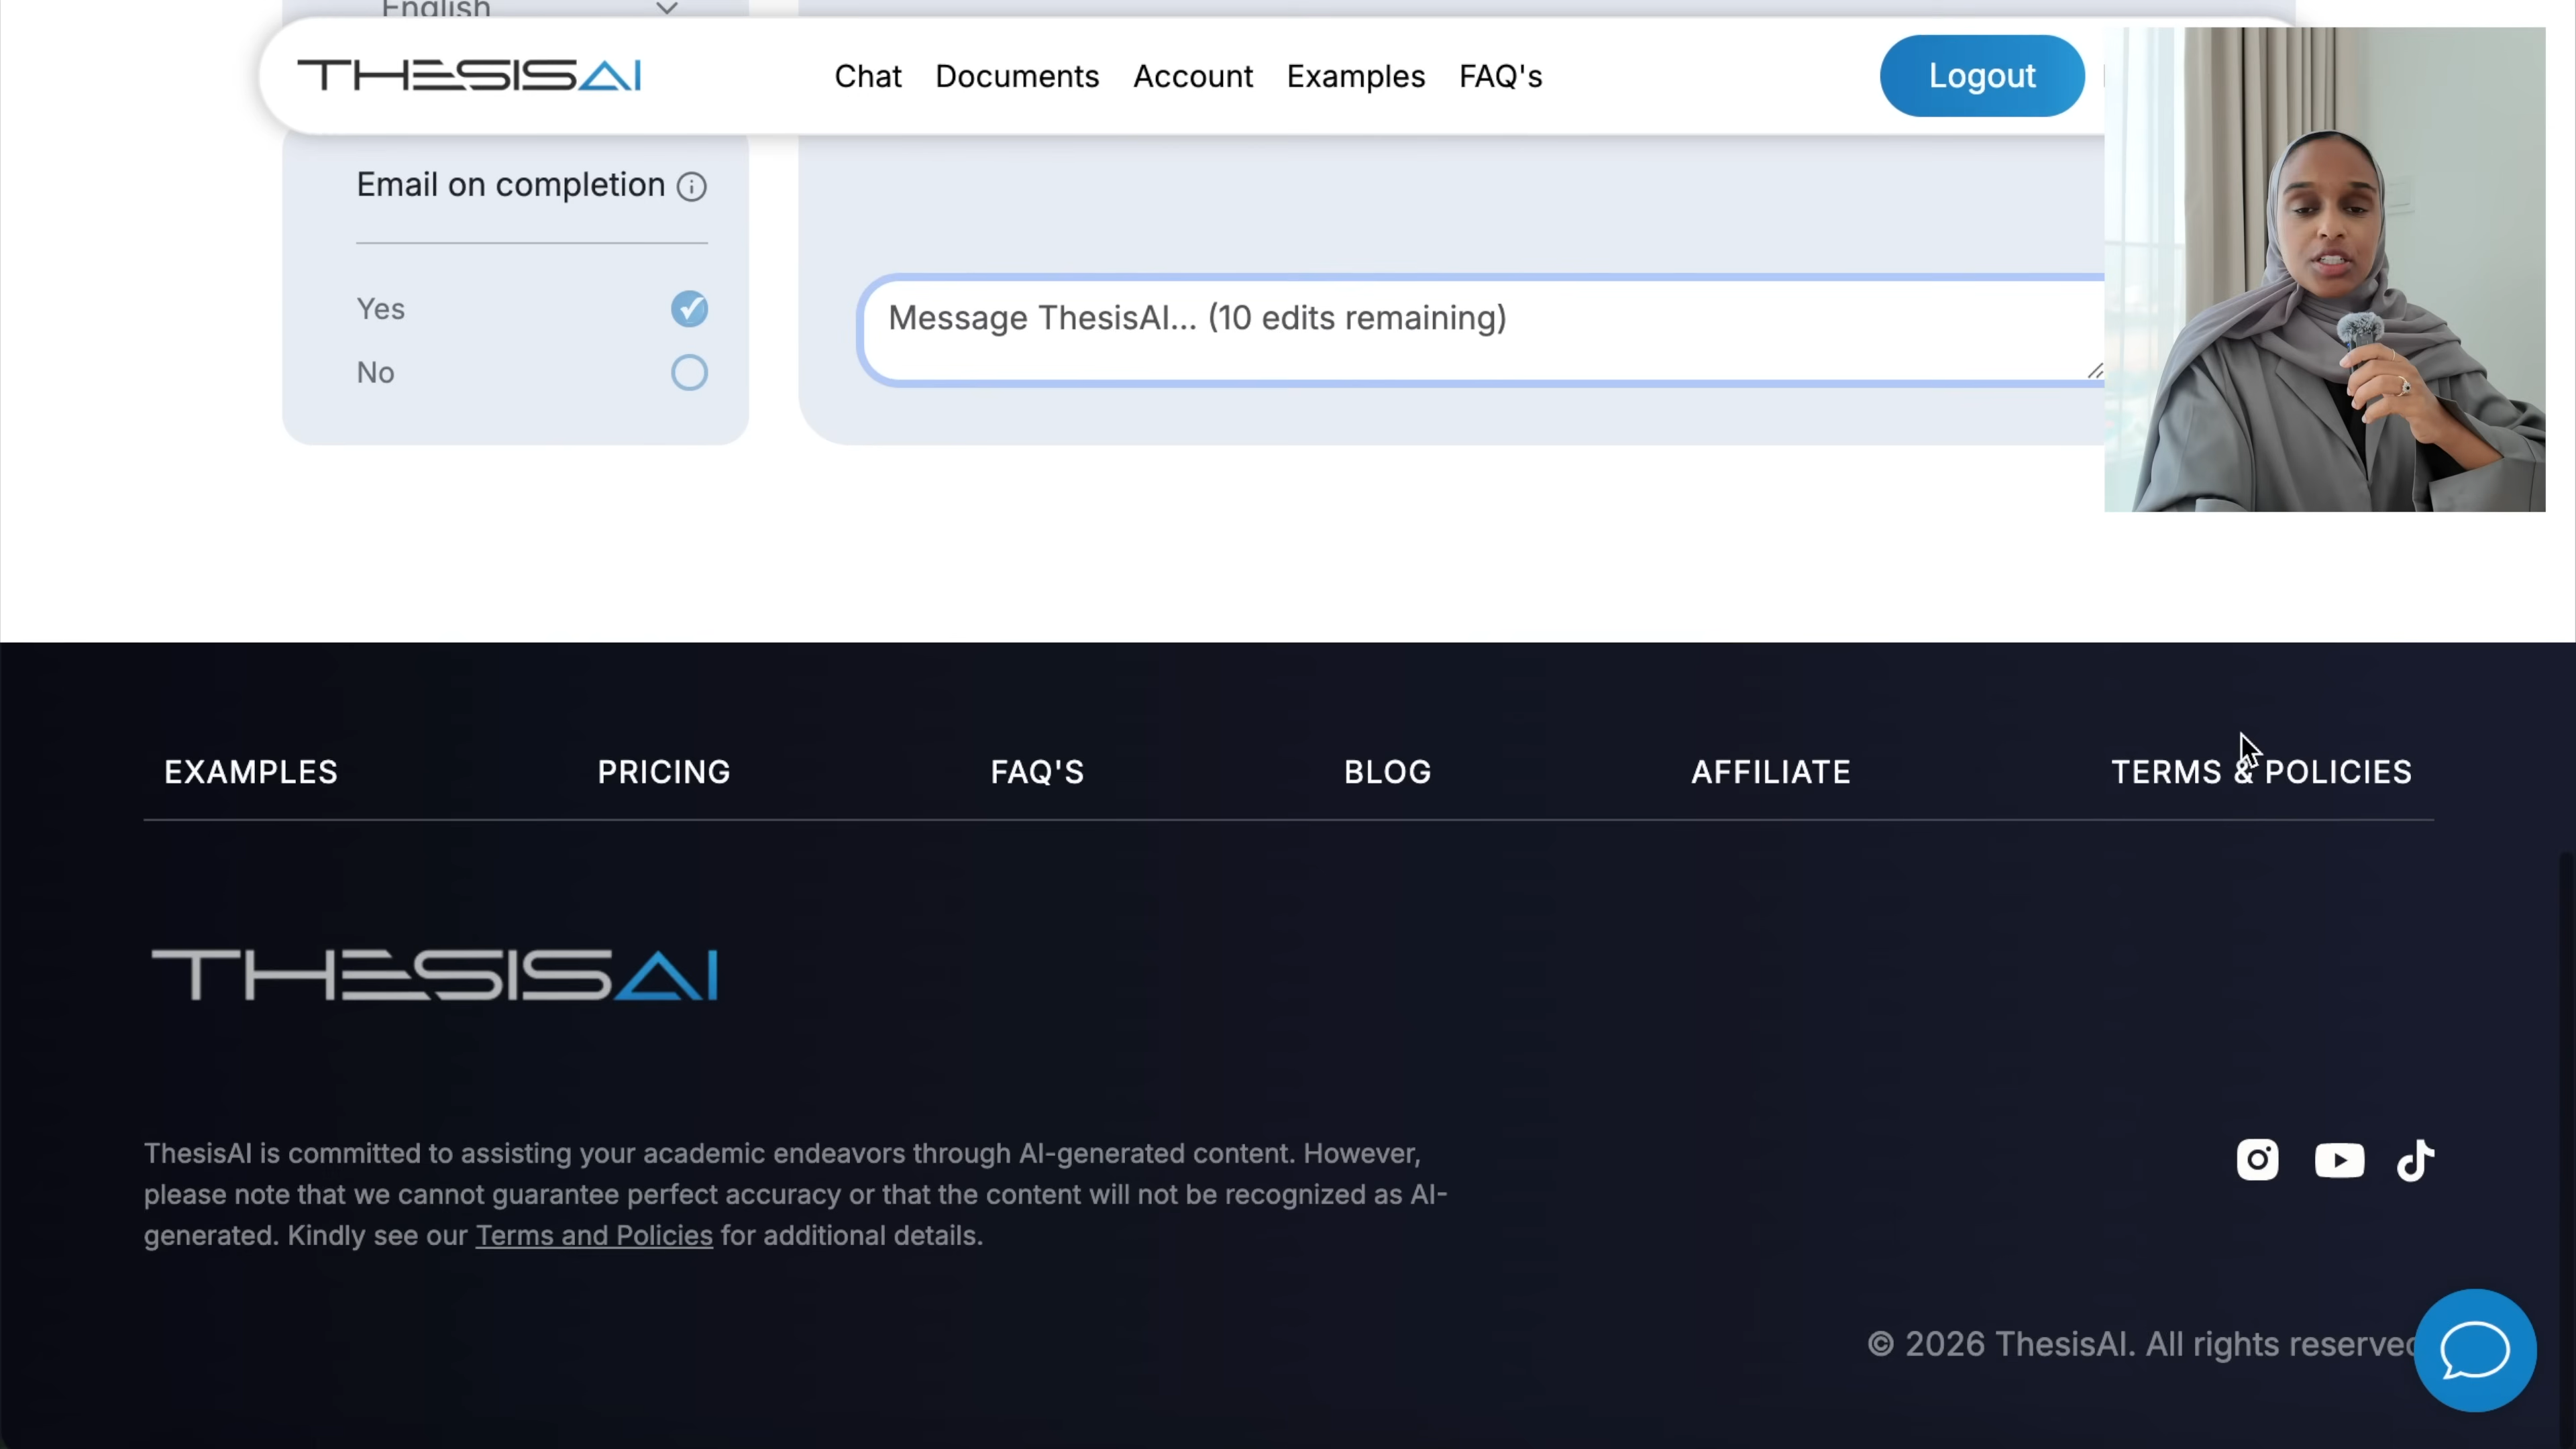 English
THESISAI
Chat Documents Account Examples FAQ's
Logout
Email on completion
Yes
No
Message ThesisAI... (10 edits remaining)
EXAMPLES PRICING FAQ'S BLOG AFFILIATE TERMS & POLICIES
THESISAI
ThesisAI is committed to assisting your academic endeavors through AI-generated content. However,
please note that we cannot guarantee perfect accuracy or that the content will not be recognized as AI-
generated. Kindly see our Terms and Policies for additional details.
© 2026 ThesisAI. All rights reserved